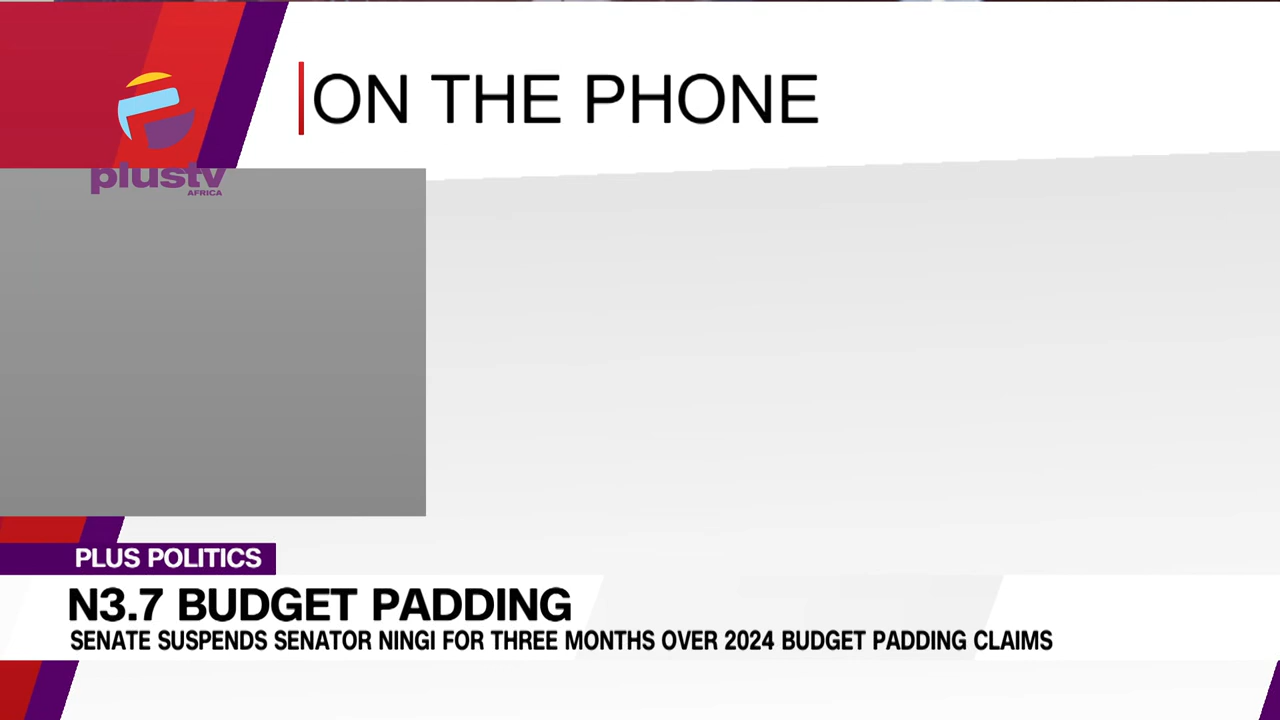 ON THE PHONE
plustv
AFRICA
PLUS POLITICS
N3.7 BUDGET PADDING
SENATE SUSPENDS SENATOR NINGI FOR THREE MONTHS OVER 2024 BUDGET PADDING CLAIMS